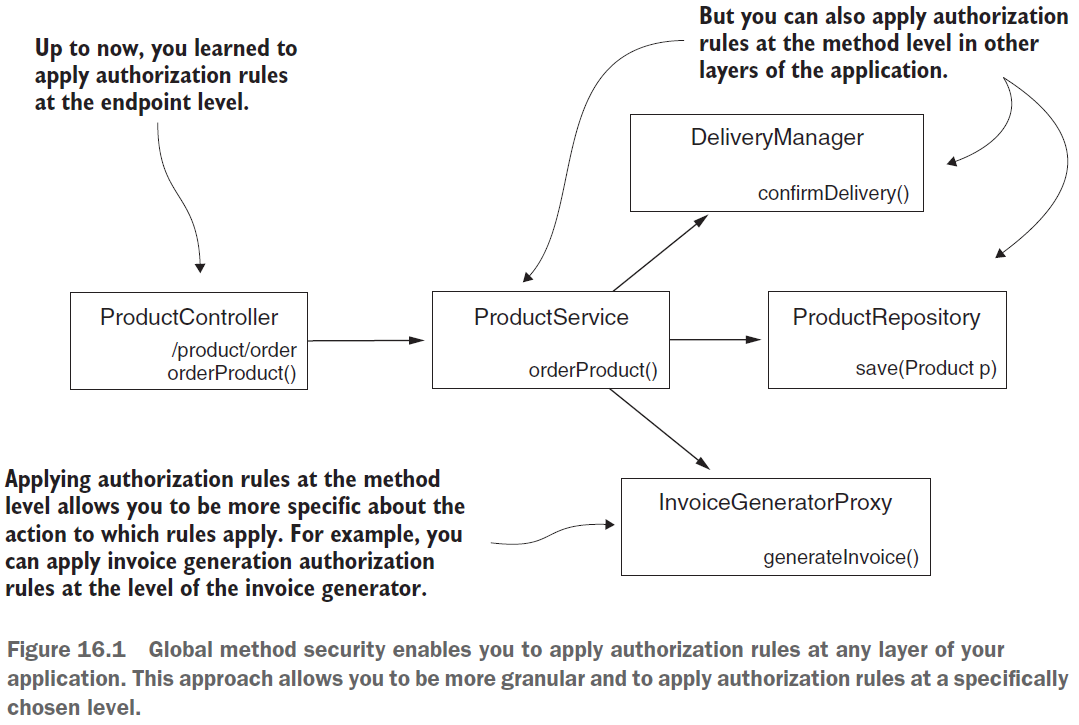 Up to now, you learned to
apply authorization rules
at the endpoint level.
But you can also apply authorization
rules at the method level in other
layers of the application.
DeliveryManager
confirmDelivery()
ProductController
/product/order
orderProduct()
ProductService
orderProduct()
ProductRepository
save(Product p)
Applying authorization rules at the method
level allows you to be more specific about the
action to which rules apply. For example, you
can apply invoice generation authorization
rules at the level of the invoice generator.
InvoiceGeneratorProxy
generateInvoice()
Figure 16.1 Global method security enables you to apply authorization rules at any layer of your
application. This approach allows you to be more granular and to apply authorization rules at a specifically
chosen level.